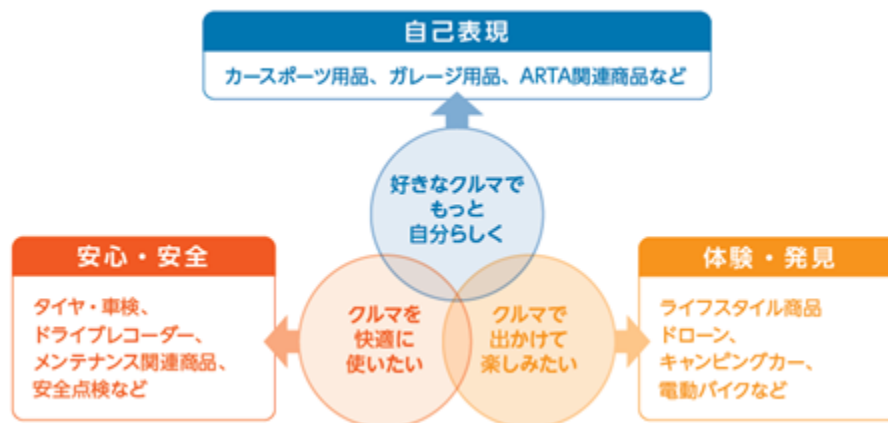 自己表現
カースポーツ用品、ガレージ用品、ARTA関連商品など
好きなクルマで
もっと
自分らしく
安心・安全
タイヤ・車検、
ドライブレコーダー、
メンテナンス関連商品、
安全点検など
クルマを
快適に
使いたい
クルマで
出かけて
楽しみたい
体験・発見
ライフスタイル商品
ドローン、
キャンピングカー、
電動バイクなど